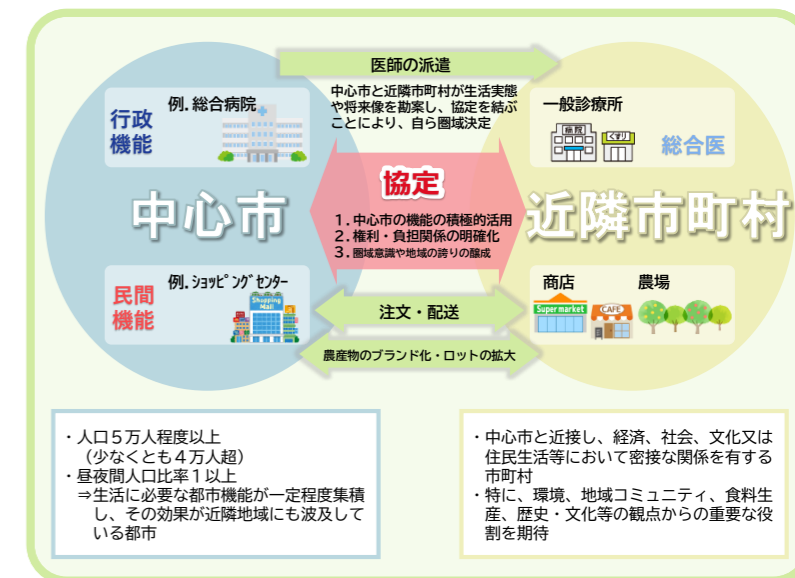 医師の派遣
中心市と近隣市町村が生活実態
や将来像を勘案し、協定を結ぶ
ことにより、自ら圏域決定
行政
機能
例．総合病院
中心市
民間
機能
例．ｼｮｯﾋﾟﾝｸﾞｾﾝﾀｰ
Shopping
Mall
協定
１．中心市の機能の積極的活用
２．権利・負担関係の明確化
３．圏域意識や地域の誇りの醸成
注文・配送
農産物のブランド化・ロットの拡大
一般診療所
病院
くすり
総合医
近隣市町村
商店
農場
Super market
CAFE
・人口５万人程度以上
（少なくとも４万人超）
・昼夜間人口比率１以上
⇒生活に必要な都市機能が一定程度集積
し、その効果が近隣地域にも波及して
いる都市
・中心市と近接し、経済、社会、文化又は
住民生活等において密接な関係を有する
市町村
・特に、環境、地域コミュニティ、食料生
産、歴史・文化等の観点からの重要な役
割を期待